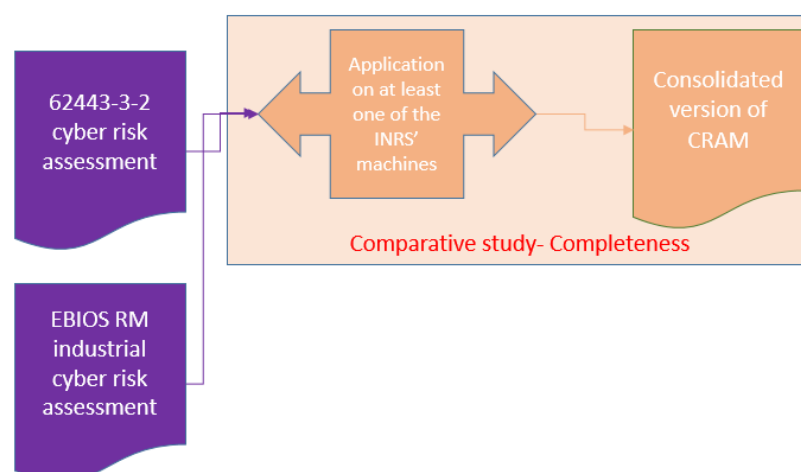 62443-3-2
cyber risk
assessment
EBIOS RM
industrial
cyber risk
assessment
Application
on at least
one of the
INRS’
machines
Consolidated
version of
CRAM
Comparative study- Completeness